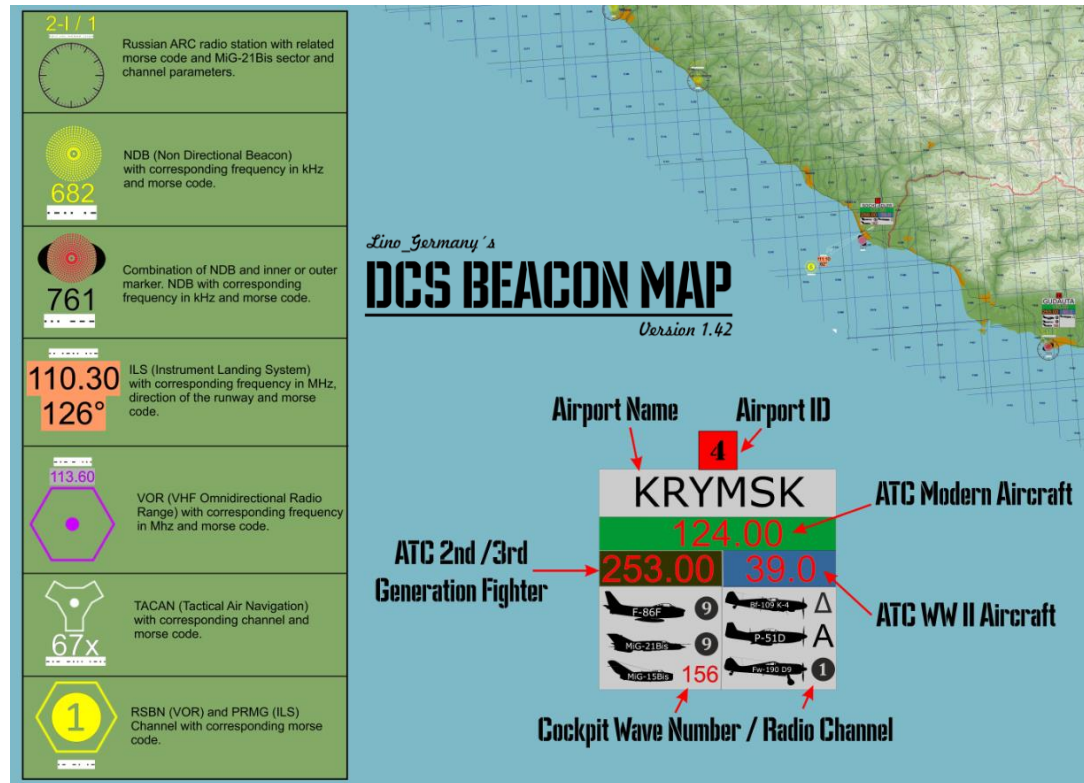 2-I / 1
Russian ARC radio station with related
morse code and MiG-21Bis sector and
channel parameters.
NDB (Non Directional Beacon)
with corresponding frequency in kHz
and morse code.
682
Combination of NDB and inner or outer
marker. NDB with corresponding
frequency in kHz and morse code.
761
ILS (Instrument Landing System)
with corresponding frequency in MHz,
direction of the runway and morse
code.
110.30
126°
113.60
VOR (VHF Omnidirectional Radio
Range) with corresponding frequency
in Mhz and morse code.
TACAN (Tactical Air Navigation)
with corresponding channel and
morse code.
67x
1
RSBN (VOR) and PRMG (ILS)
Channel with corresponding morse
code.
Lino_Germany´s
DCS BEACON MAP
Version 1.42
GUDAUTA
Airport Name
Airport ID
4
KRYMSK
124.00
ATC Modern Aircraft
ATC 2nd /3rd
Generation Fighter
253.00
39.0
ATC WW II Aircraft
F-86F
9
Bf-109 K-4
Δ
MiG-21Bis
9
P-51D
A
MiG-15Bis
156
Fw-190 D9
1
Cockpit Wave Number / Radio Channel